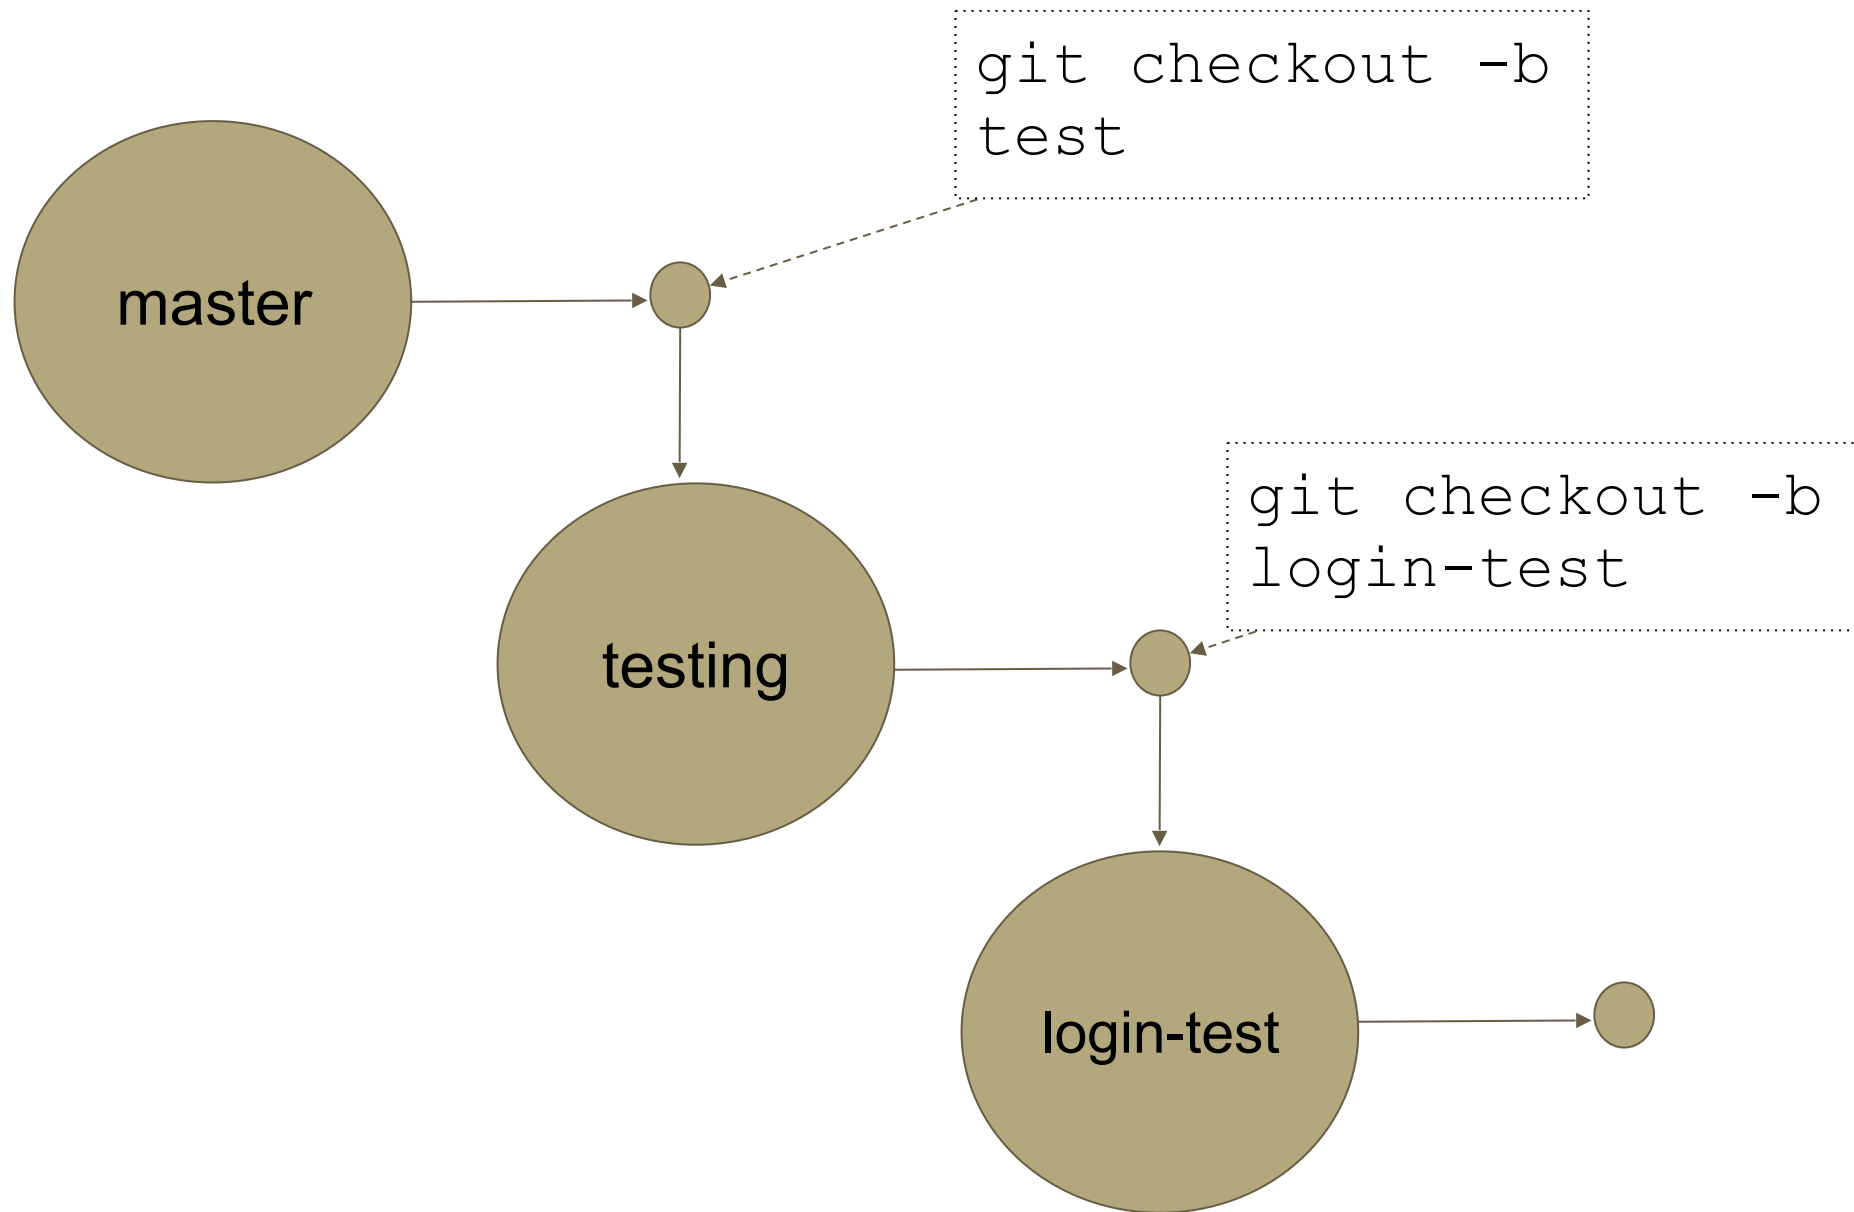 git checkout -b
test
master
git checkout -b
login-test
testing
login-test